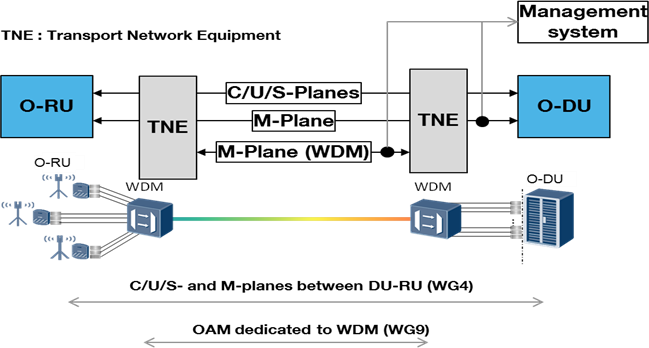 Management
system
TNE : Transport Network Equipment
O-RU
TNE
C/U/S-Planes
M-Plane
M-Plane (WDM)
TNE
O-DU
O-RU
WDM
WDM
O-DU
C/U/S- and M-planes between DU-RU (WG4)
OAM dedicated to WDM (WG9)